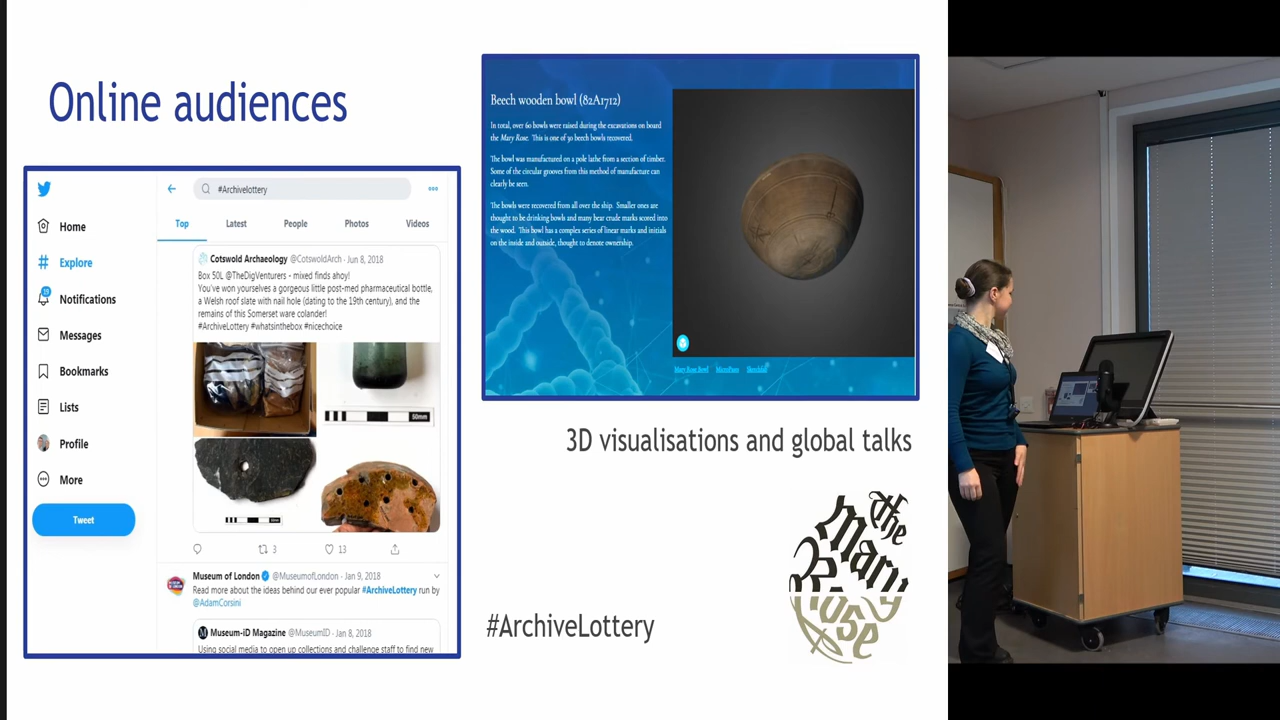 Online audiences
#Archivelottery
Home
Explore
19
Notifications
Messages
Bookmarks
Lists
Profile
More
Tweet
Top
Latest
People
Photos
Videos
Cotswold Archaeology @CotswoldArch · Jun 8, 2018
Box 50L @TheDigVenturers - mixed finds ahoy!
You've won yourselves a gorgeous little post-med pharmaceutical bottle,
a Welsh roof slate with nail hole (dating to the 19th century), and the
remains of this Somerset ware colander!
#ArchiveLottery #whatsinthebox #nicechoice
50mm
3
13
Museum of London @MuseumofLondon · Jan 9, 2018
Read more about the ideas behind our ever popular #ArchiveLottery run by
@AdamCorsini
Museum-iD Magazine @MuseumID · Jan 8, 2018
Using social media to open up collections and challenge staff to find new
Beech wooden bowl (82A1712)
In total, over 60 bowls were raised during the excavations on board
the Mary Rose. This is one of 30 beech bowls recovered.
The bowl was manufactured on a pole lathe from a section of timber.
Some of the circular grooves from this method of manufacture can
clearly be seen.
The bowls were recovered from all over the ship. Smaller ones are
thought to be drinking bowls and many bear crude marks scored into
the wood. This bowl has a complex series of linear marks and initials
on the inside and outside, thought to denote ownership.
Mary Rose Bowl
3D visualisations and global talks
The
Mary
Rose
#ArchiveLottery